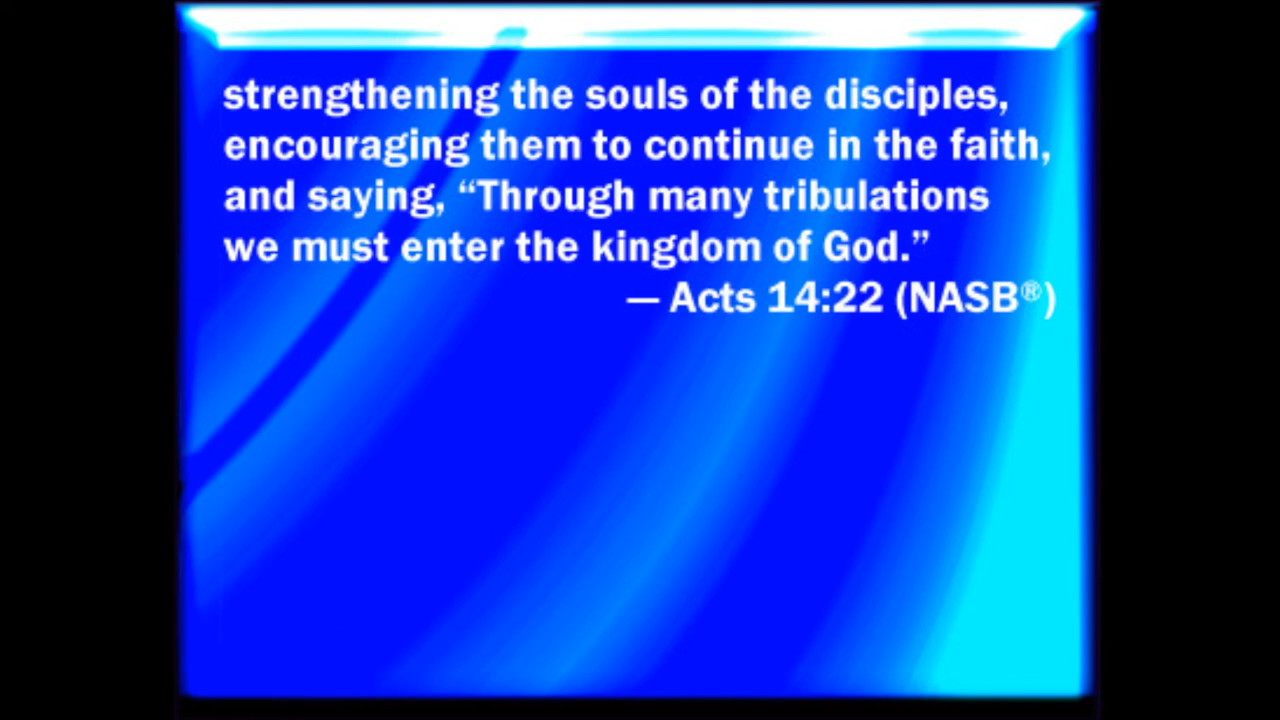 strengthening the souls of the disciples,
encouraging them to continue in the faith,
and saying, “Through many tribulations
we must enter the kingdom of God.”
— Acts 14:22 (NASB®)